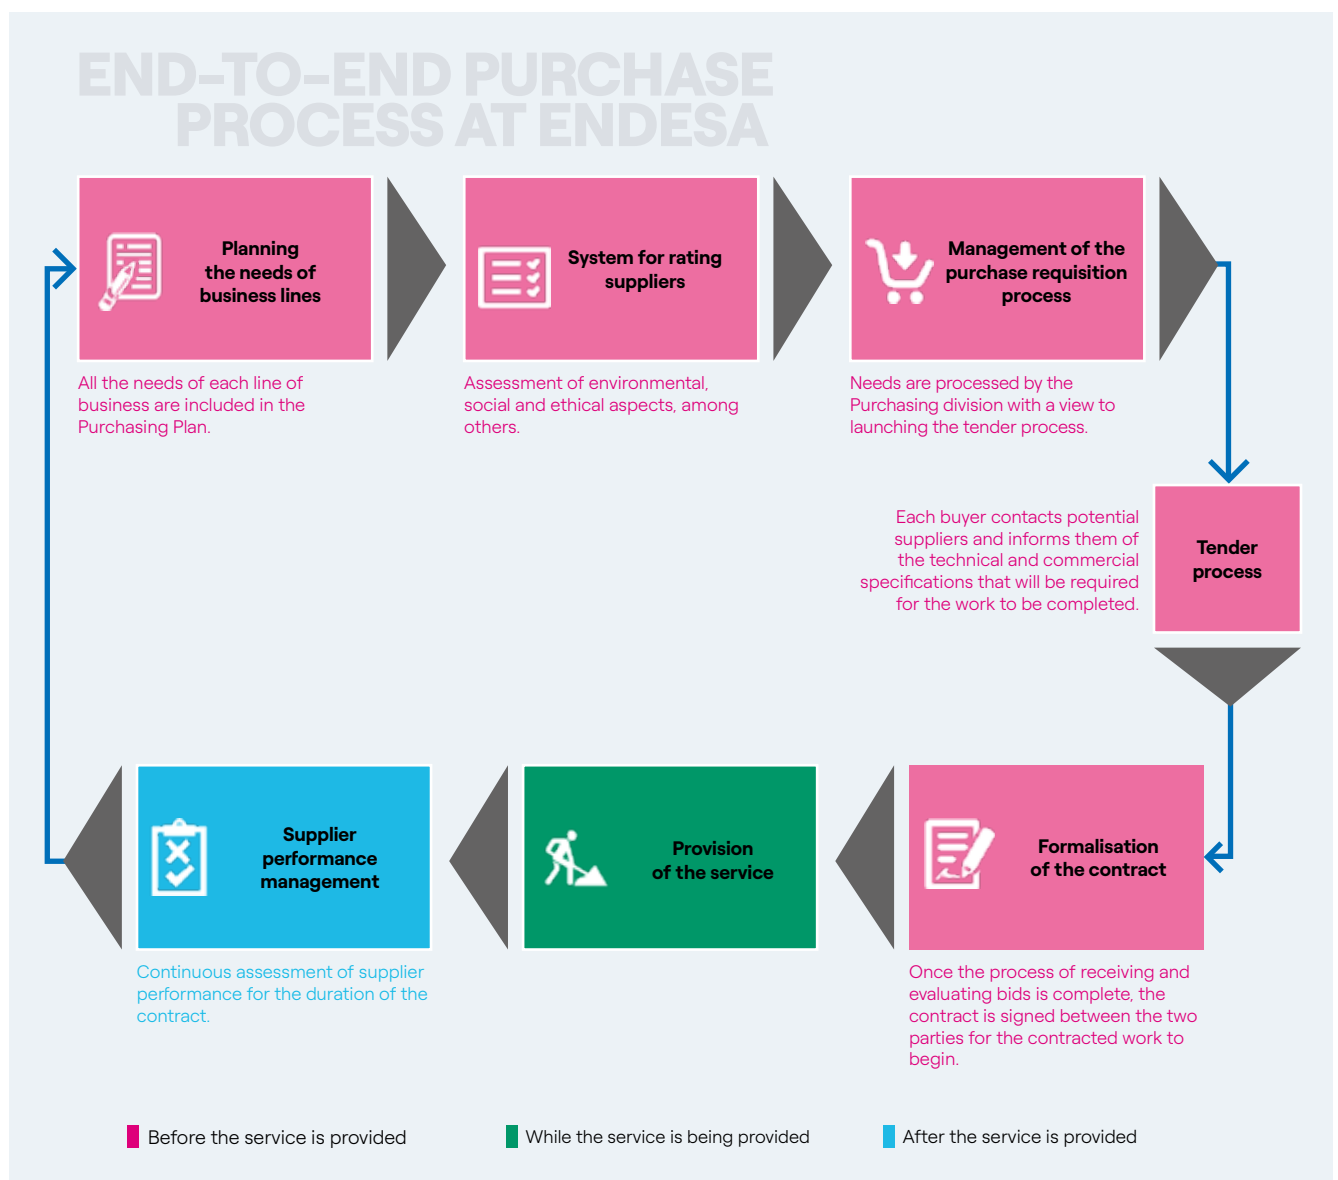 END-TO-END PURCHASE
PROCESS AT ENDESA
Planning
the needs of
business lines
All the needs of each line of
business are included in the
Purchasing Plan.
System for rating
suppliers
Assessment of environmental,
social and ethical aspects, among
others.
Management of the
purchase requisition
process
Needs are processed by the
Purchasing division with a view to
launching the tender process.
Tender
process
Each buyer contacts potential
suppliers and informs them of
the technical and commercial
specifications that will be required
for the work to be completed.
Formalisation
of the contract
Once the process of receiving and
evaluating bids is complete, the
contract is signed between the two
parties for the contracted work to
begin.
Provision
of the service
Supplier
performance
management
Continuous assessment of supplier
performance for the duration of the
contract.
Before the service is provided
While the service is being provided
After the service is provided